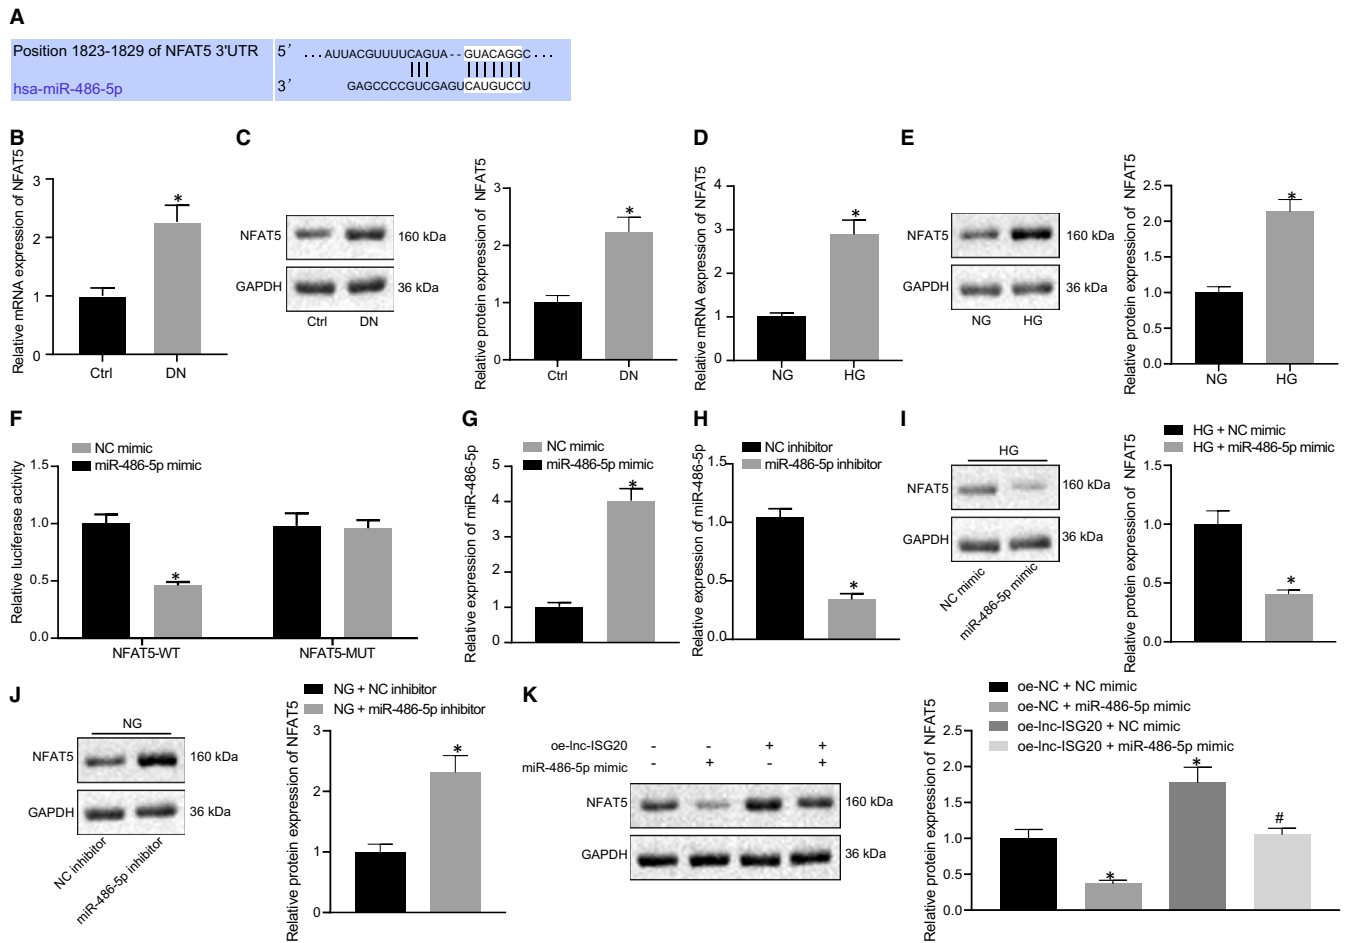 A
Position 1823-1829 of NFAT5 3'UTR 5' ...AUUACGUUUUCAGUA--GUACAGGC...
hsa-miR-486-5p 3' GAGCCCCGUCGAGUCAUGUCCU
B
Relative mRNA expression of NFAT5
3
2
1
0
*
Ctrl DN
C
NFAT5 160 kDa
GAPDH 36 kDa
Ctrl DN
Relative protein expression of NFAT5
3
2
1
0
*
Ctrl DN
D
Relative mRNA expression of NFAT5
4
3
2
1
0
*
NG HG
E
NFAT5 160 kDa
GAPDH 36 kDa
NG HG
Relative protein expression of NFAT5
2.5
2.0
1.5
1.0
0.5
0.0
*
NG HG
F
NC mimic
miR-486-5p mimic
Relative luciferase activity
1.5
1.0
0.5
0.0
*
NFAT5-WT NFAT5-MUT
G
NC mimic
miR-486-5p mimic
Relative expression of miR-486-5p
5
4
3
2
1
0
*
H
NC inhibitor
miR-486-5p inhibitor
Relative expression of miR-486-5p
1.5
1.0
0.5
0.0
*
I
HG
NFAT5 160 kDa
GAPDH 36 kDa
NC mimic
miR-486-5p mimic
HG + NC mimic
HG + miR-486-5p mimic
Relative protein expression of NFAT5
1.5
1.0
0.5
0.0
*
J
NG
NFAT5 160 kDa
GAPDH 36 kDa
NC inhibitor
miR-486-5p inhibitor
NG + NC inhibitor
NG + miR-486-5p inhibitor
Relative protein expression of NFAT5
3
2
1
0
*
K
oe-lnc-ISG20 - - + +
miR-486-5p mimic - + - +
NFAT5 160 kDa
GAPDH 36 kDa
oe-NC + NC mimic
oe-NC + miR-486-5p mimic
oe-lnc-ISG20 + NC mimic
oe-lnc-ISG20 + miR-486-5p mimic
Relative protein expression of NFAT5
2.5
2.0
1.5
1.0
0.5
0.0
*
*
#